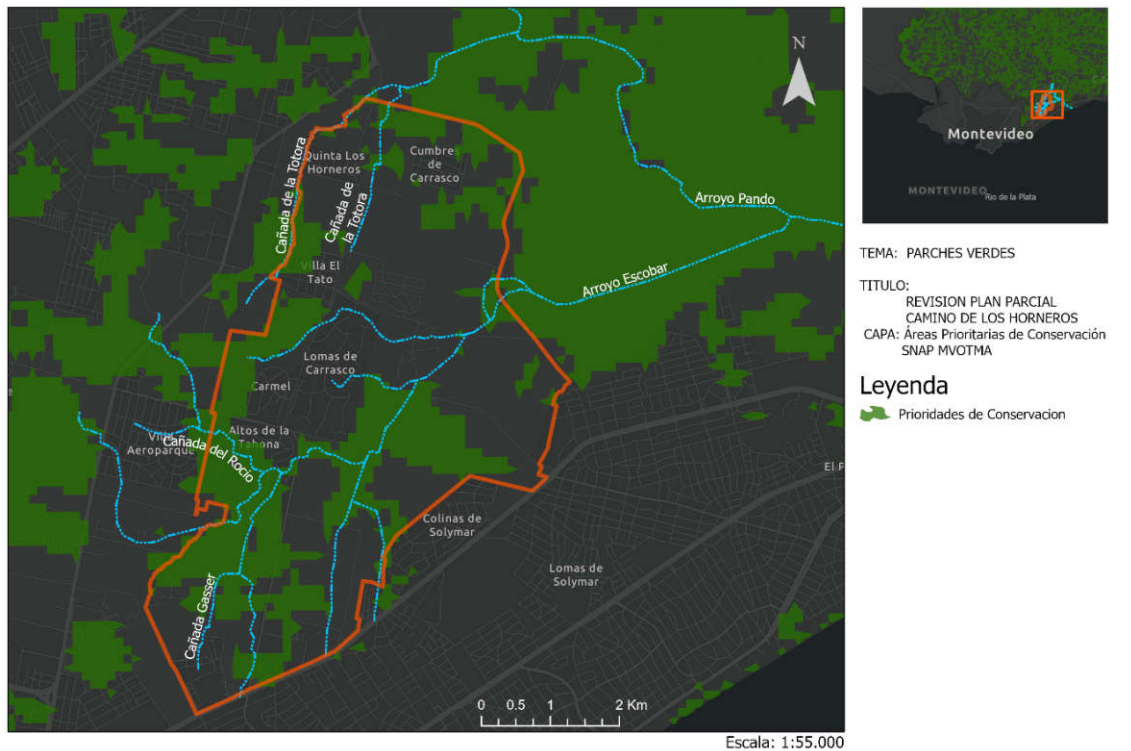 N
Quinta Los
Horneros
Cumbres
de
Carrasco
Cañada de la Totora
Cañada de
la Totora
Arroyo Pando
Villa El
Tato
Arroyo Escobar
Lomas de
Carrasco
Carmel
Altos de la
Tahona
Villa
Aeroparque
Cañada del Rocio
El P
Colinas de
Solymar
Lomas de
Solymar
Cañada Gasser
0 0.5 1 2 Km
Escala: 1:55.000
Montevideo
MONTEVIDEO
Rio de la Plata
TEMA: PARCHES VERDES
TITULO:
REVISION PLAN PARCIAL
CAMINO DE LOS HORNEROS
CAPA: Áreas Prioritarias de Conservación
SNAP MVOTMA
Leyenda
Prioridades de Conservacion